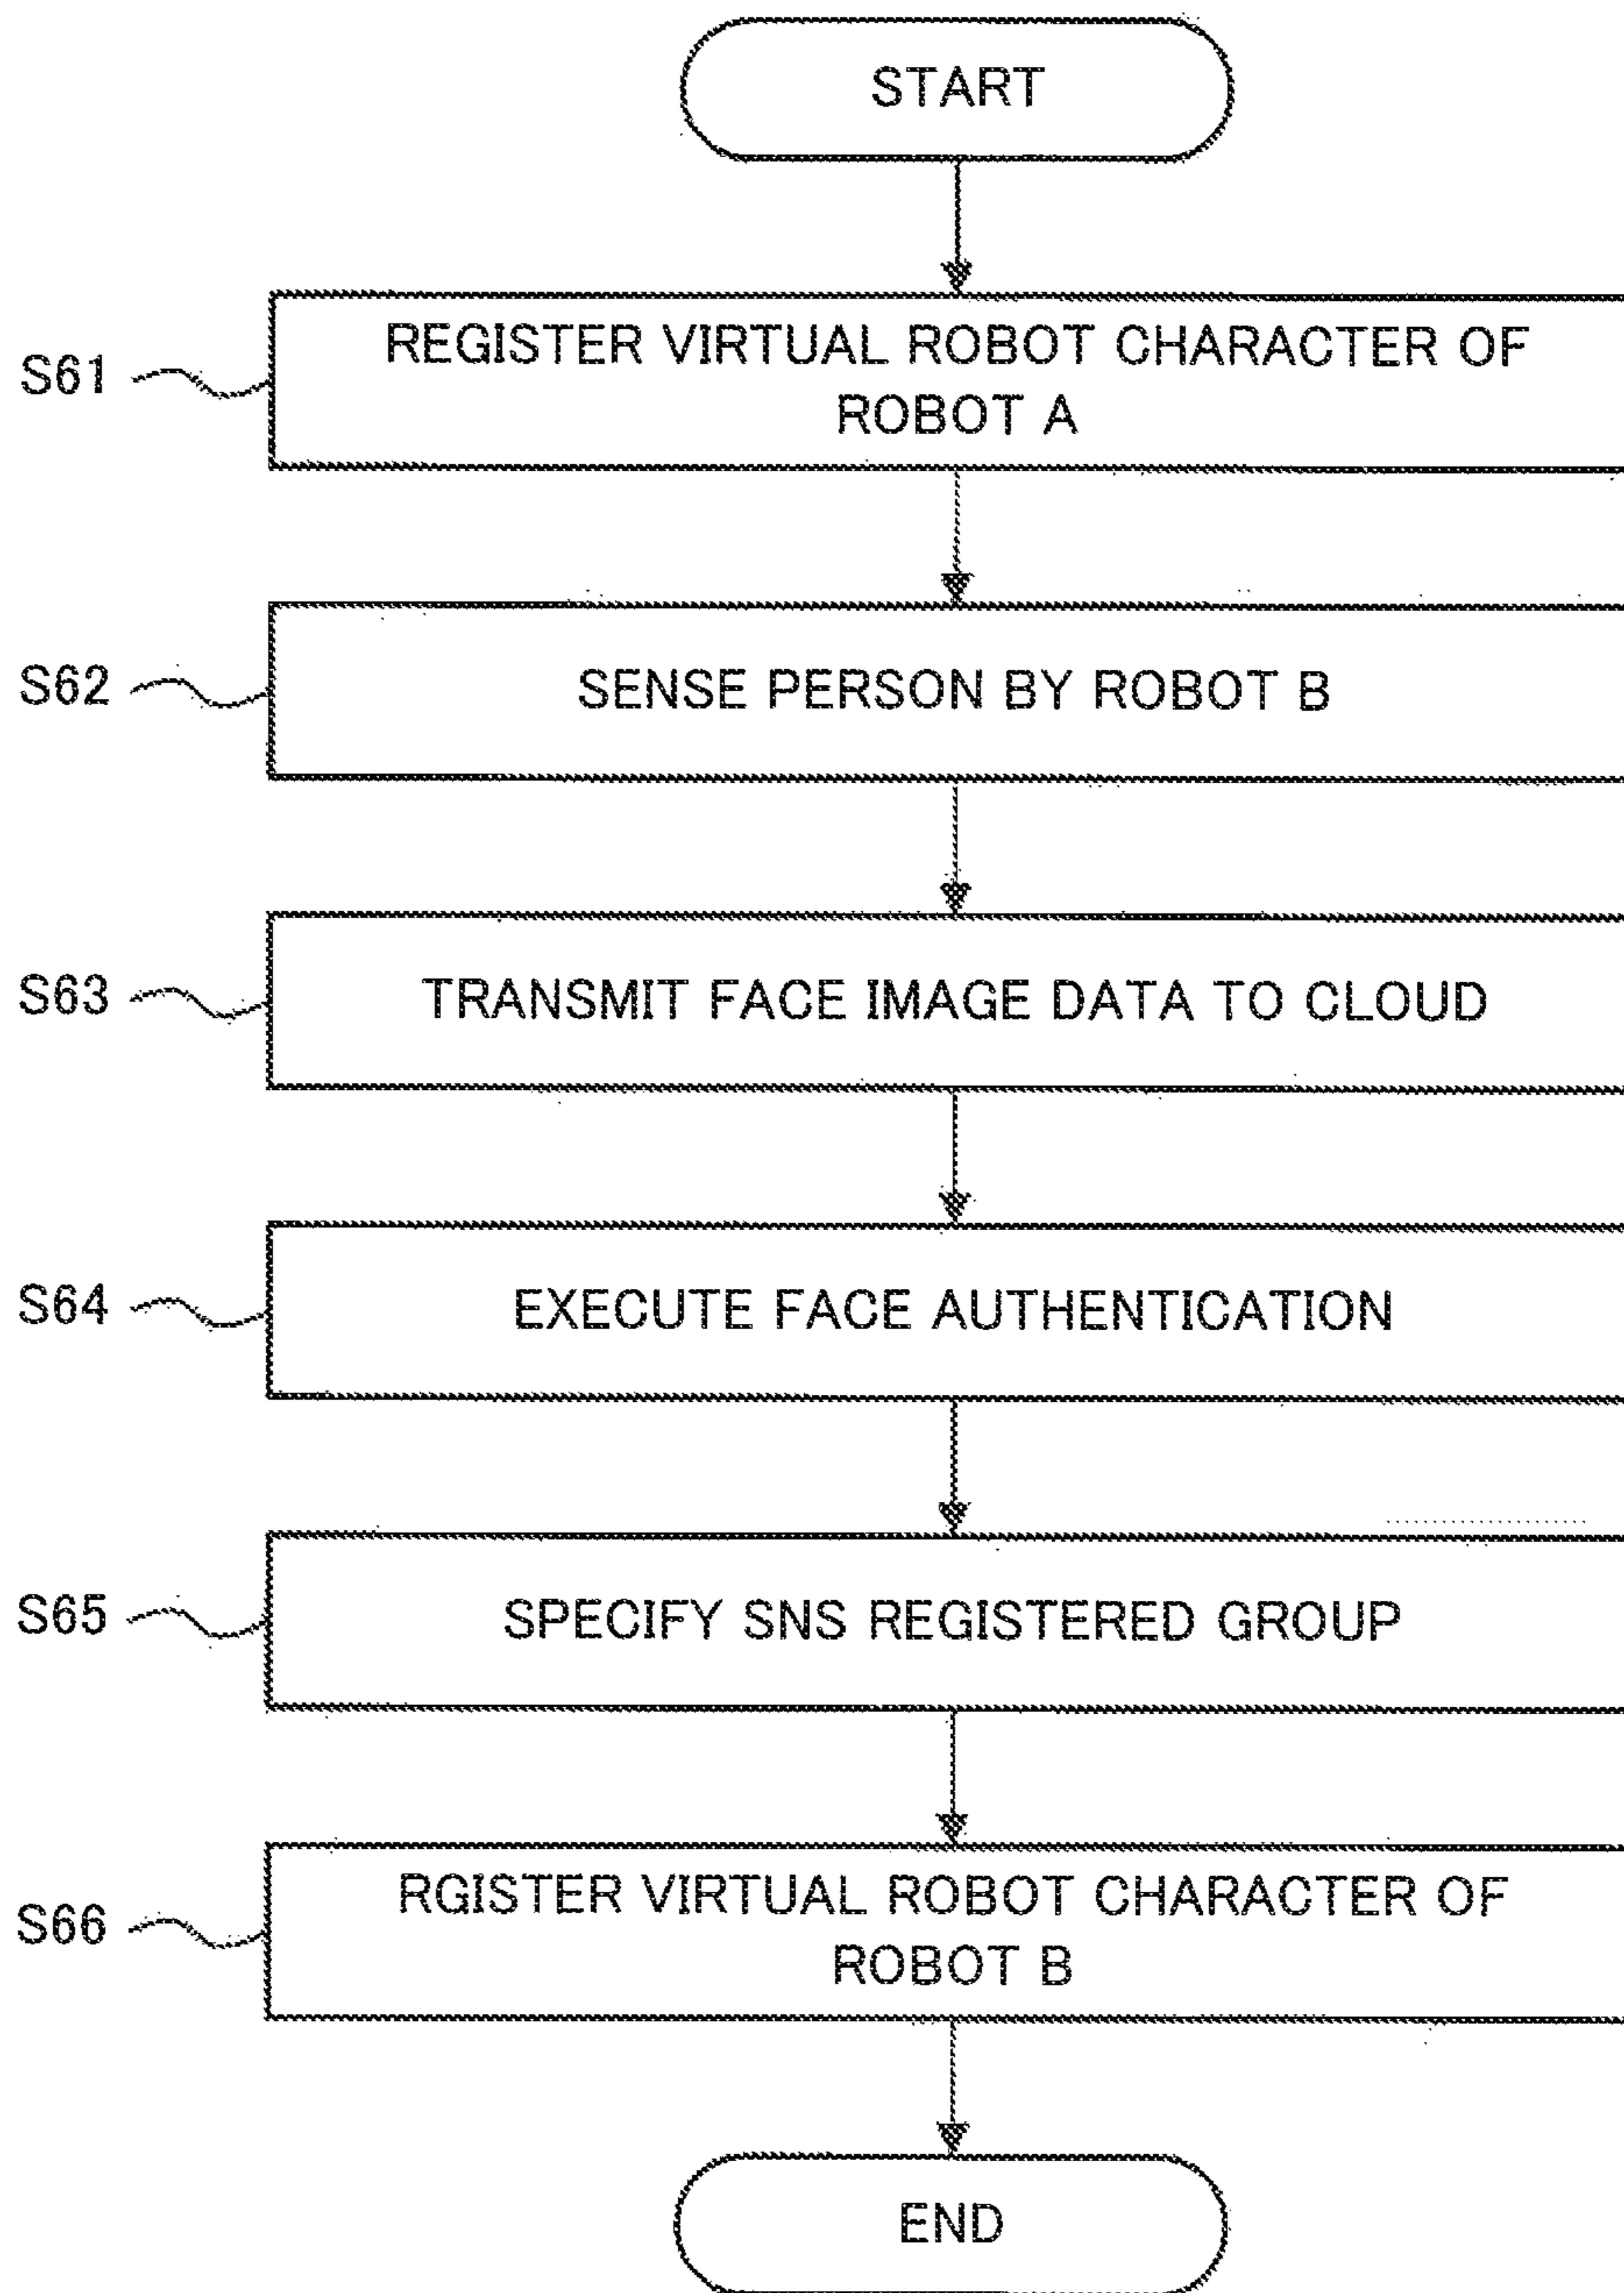 START
S61
REGISTER VIRTUAL ROBOT CHARACTER OF
ROBOT A
S62
SENSE PERSON BY ROBOT B
S63
TRANSMIT FACE IMAGE DATA TO CLOUD
S64
EXECUTE FACE AUTHENTICATION
S65
SPECIFY SNS REGISTERED GROUP
S66
RGISTER VIRTUAL ROBOT CHARACTER OF
ROBOT B
END